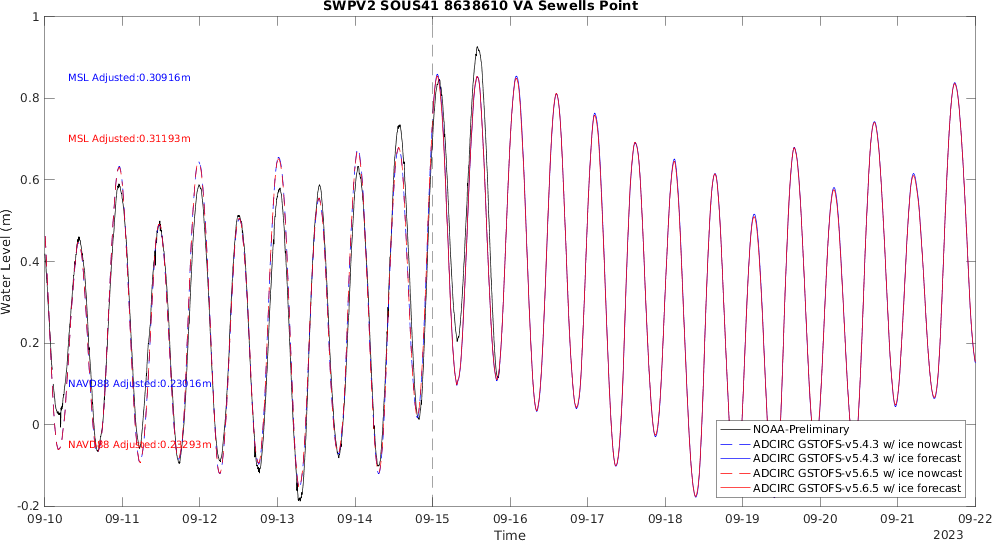 SWPV2 SOUS41 8638610 VA Sewells Point
1
0.8
0.6
0.4
0.2
0
-0.2
Water Level (m)
MSL Adjusted:0.30916m
MSL Adjusted:0.31193m
NAVD88 Adjusted:0.23016m
NAVD88 Adjusted:0.23293m
NOAA-Preliminary
ADCIRC GSTOFS-v5.4.3 w/ ice nowcast
ADCIRC GSTOFS-v5.4.3 w/ ice forecast
ADCIRC GSTOFS-v5.6.5 w/ ice nowcast
ADCIRC GSTOFS-v5.6.5 w/ ice forecast
09-10 09-11 09-12 09-13 09-14 09-15 09-16 09-17 09-18 09-19 09-20 09-21 09-22
Time
2023